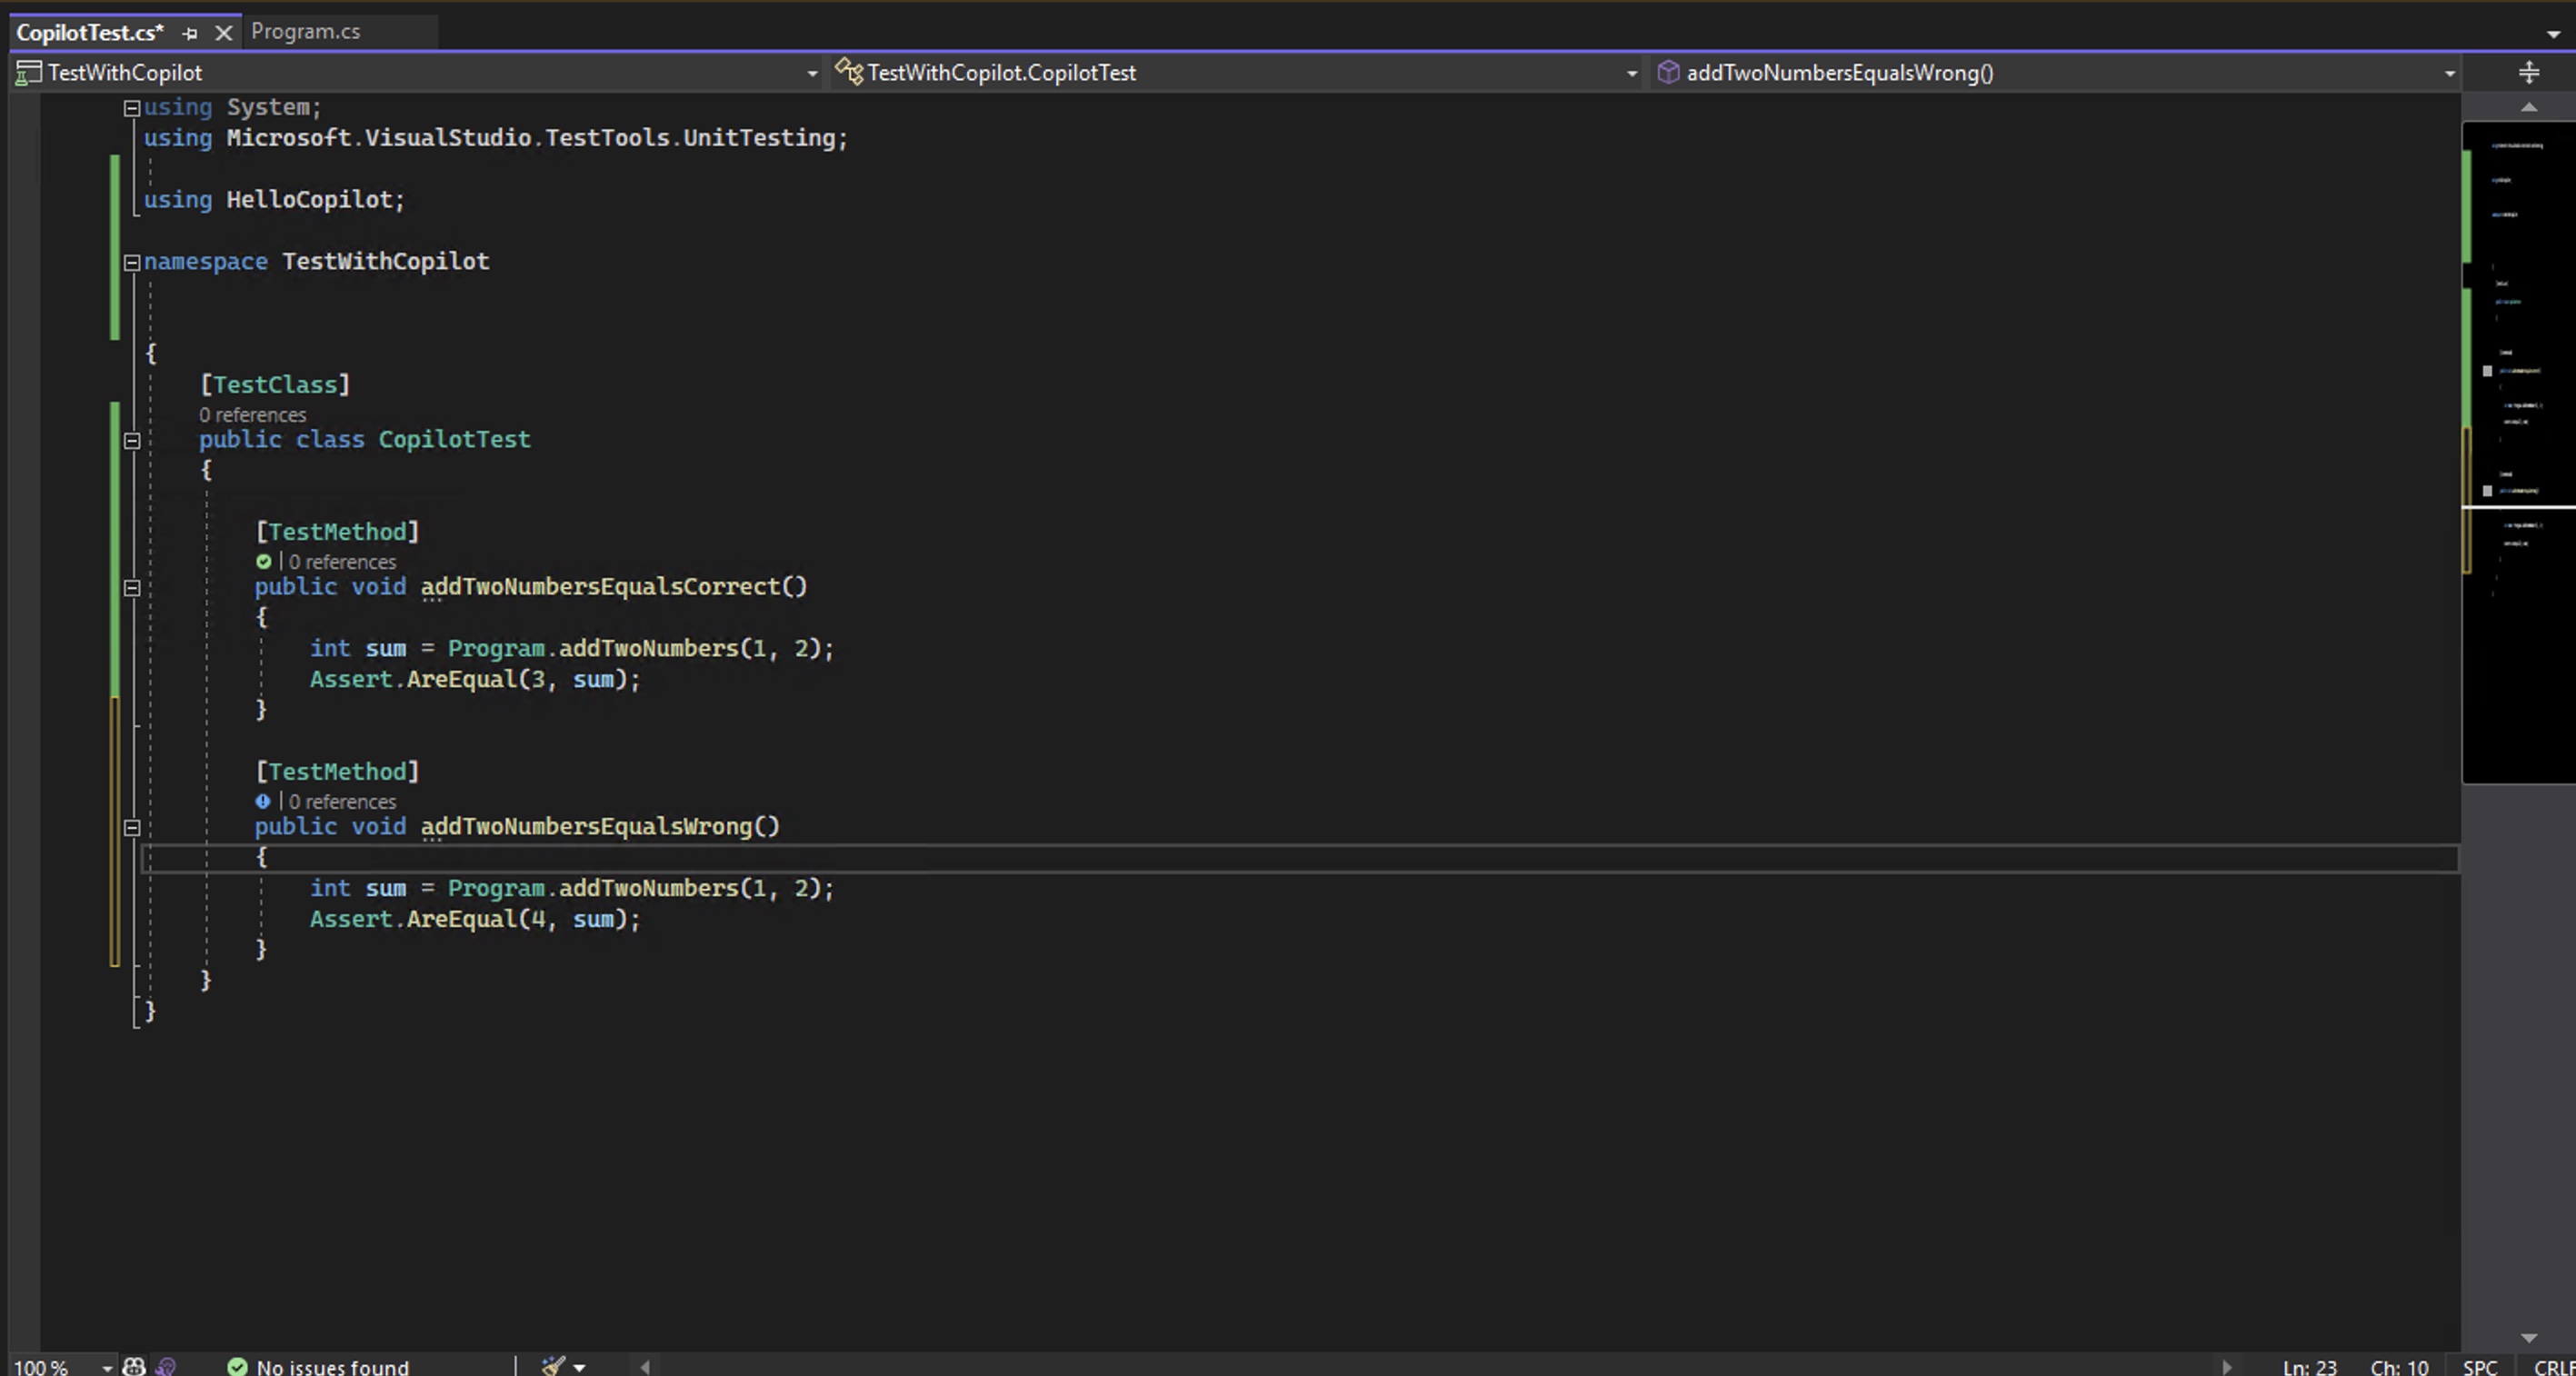 CopilotTest.cs* Program.cs
TestWithCopilot TestWithCopilot.CopilotTest addTwoNumbersEqualsWrong()
using System;
using Microsoft.VisualStudio.TestTools.UnitTesting;
using HelloCopilot;
namespace TestWithCopilot
{
[TestClass]
0 references
public class CopilotTest
{
[TestMethod]
| 0 references
public void addTwoNumbersEqualsCorrect()
{
int sum = Program.addTwoNumbers(1, 2);
Assert.AreEqual(3, sum);
}
[TestMethod]
| 0 references
public void addTwoNumbersEqualsWrong()
{
int sum = Program.addTwoNumbers(1, 2);
Assert.AreEqual(4, sum);
}
}
}
100 % No issues found Ln: 23 Ch: 10 SPC CRLF